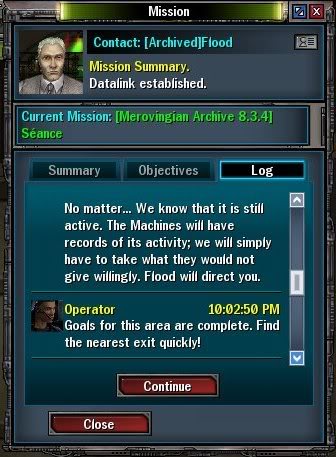 Mission
Contact: [Archived]Flood
Mission Summary.
Datalink established.
Current Mission: [Merovingian Archive 8.3.4]
Séance
Summary
Objectives
Log
No matter... We know that it is still
active. The Machines will have
records of its activity; we will simply
have to take what they would not
give willingly. Flood will direct you.
Operator 10:02:50 PM
Goals for this area are complete. Find
the nearest exit quickly!
Continue
Close